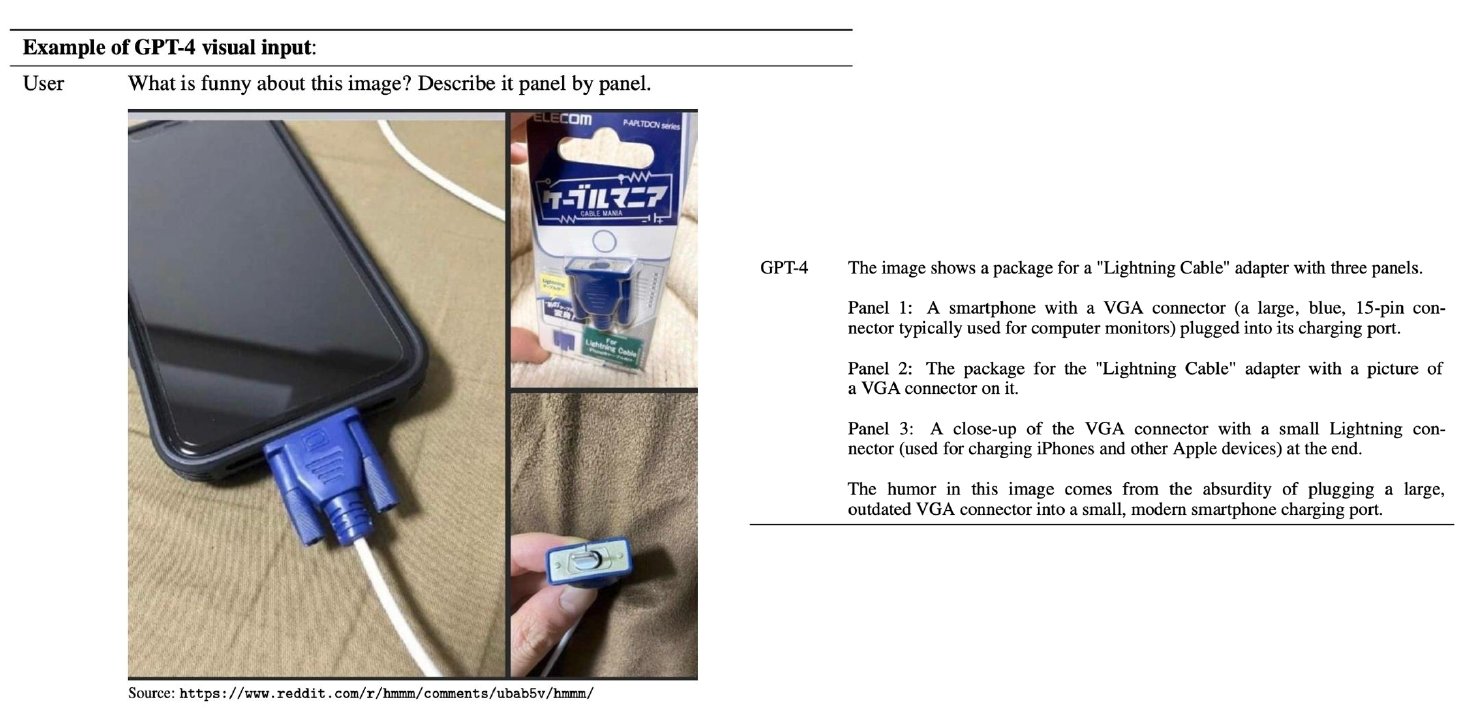 Example of GPT-4 visual input:
User What is funny about this image? Describe it panel by panel.
ELECOM P-APLTDCN series
ケーブルマニア
CABLE MANIA
Lightning
For
Lightning Cable
Source: https://www.reddit.com/r/hmmm/comments/ubab5v/hmmm/
GPT-4 The image shows a package for a "Lightning Cable" adapter with three panels.
Panel 1: A smartphone with a VGA connector (a large, blue, 15-pin con-
nector typically used for computer monitors) plugged into its charging port.
Panel 2: The package for the "Lightning Cable" adapter with a picture of
a VGA connector on it.
Panel 3: A close-up of the VGA connector with a small Lightning con-
nector (used for charging iPhones and other Apple devices) at the end.
The humor in this image comes from the absurdity of plugging a large,
outdated VGA connector into a small, modern smartphone charging port.